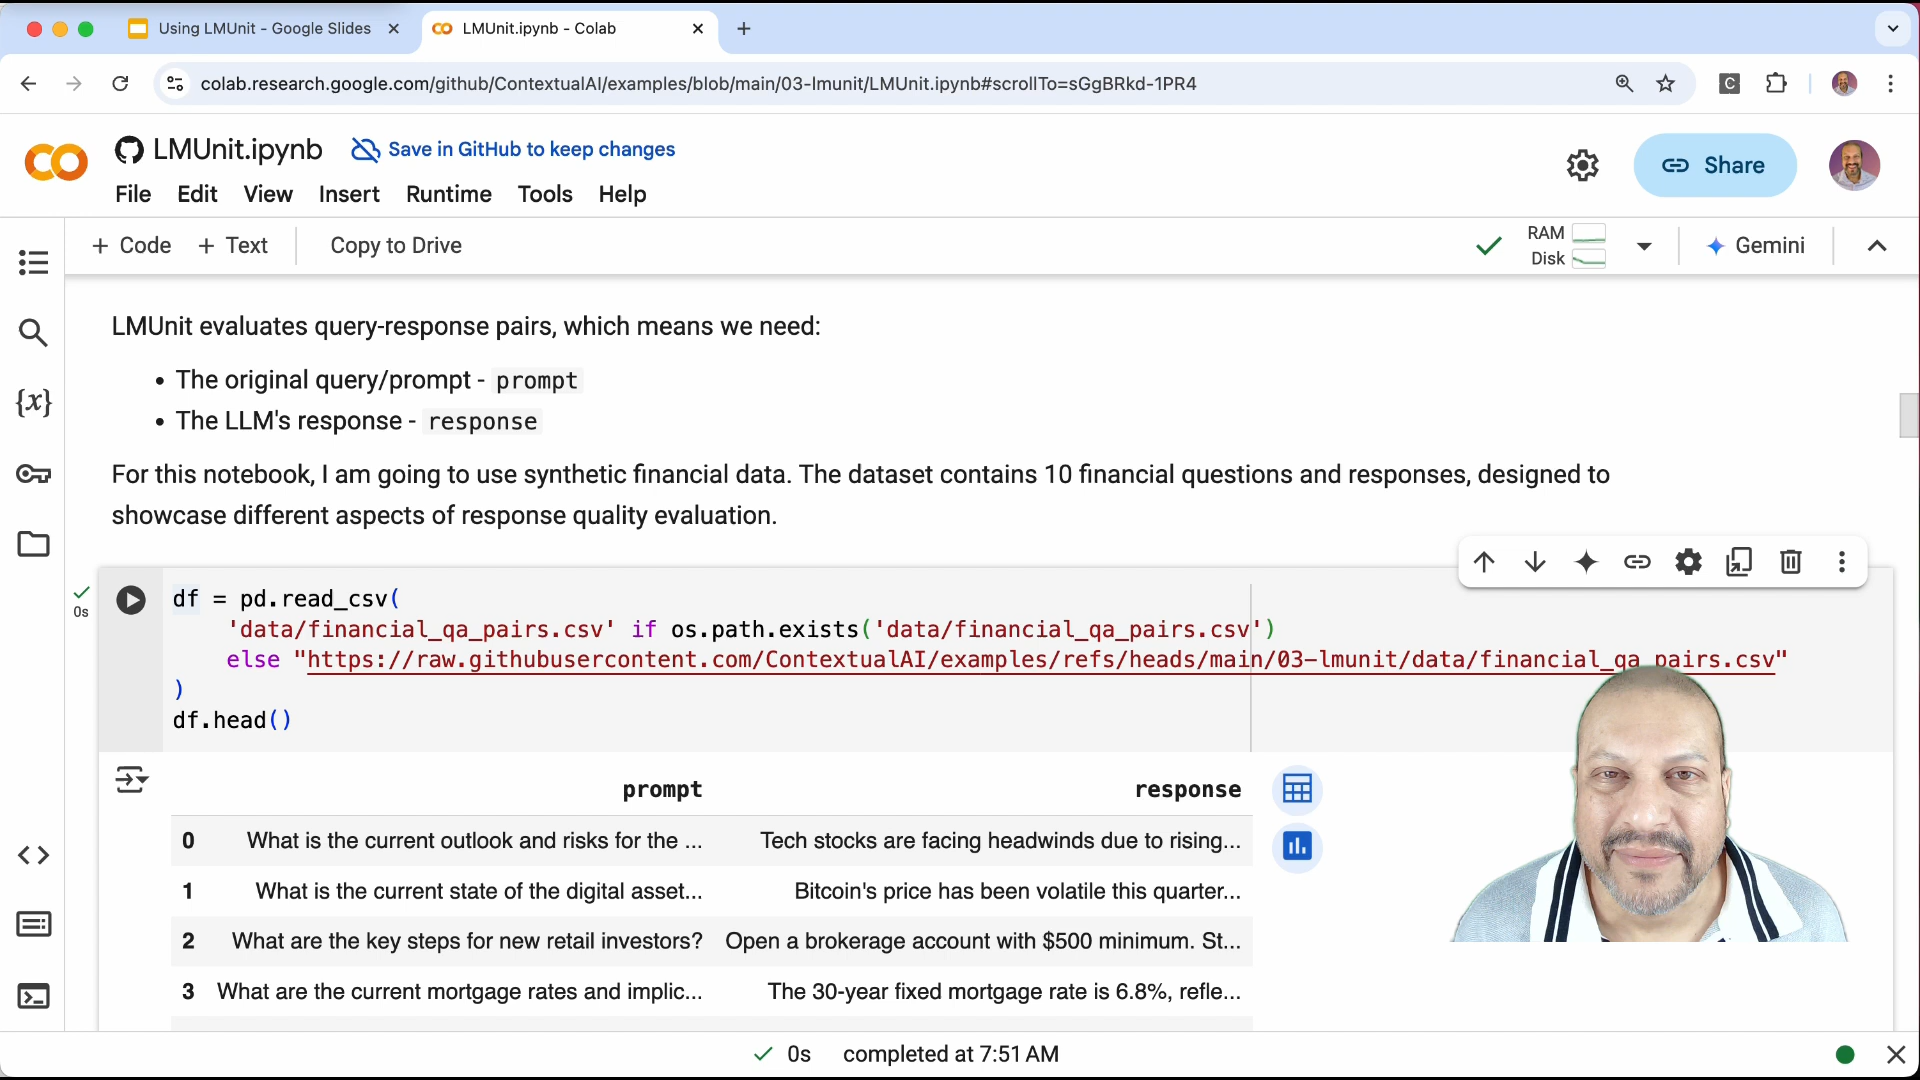 Using LMUnit - Google Slides
LMUnit.ipynb - Colab
colab.research.google.com/github/ContextualAI/examples/blob/main/03-lmunit/LMUnit.ipynb#scrollTo=sGgBRkd-1PR4
LMUnit.ipynb
Save in GitHub to keep changes
File Edit View Insert Runtime Tools Help
Share
+ Code + Text Copy to Drive
RAM
Disk
Gemini
LMUnit evaluates query-response pairs, which means we need:
• The original query/prompt - prompt
• The LLM's response - response
For this notebook, I am going to use synthetic financial data. The dataset contains 10 financial questions and responses, designed to
showcase different aspects of response quality evaluation.
0s
df = pd.read_csv(
'data/financial_qa_pairs.csv' if os.path.exists('data/financial_qa_pairs.csv')
else "https://raw.githubusercontent.com/ContextualAI/examples/refs/heads/main/03-lmunit/data/financial_qa_pairs.csv"
)
df.head()
prompt response
0 What is the current outlook and risks for the ... Tech stocks are facing headwinds due to rising...
1 What is the current state of the digital asset... Bitcoin's price has been volatile this quarter...
2 What are the key steps for new retail investors? Open a brokerage account with $500 minimum. St...
3 What are the current mortgage rates and implic... The 30-year fixed mortgage rate is 6.8%, refle...
0s completed at 7:51 AM